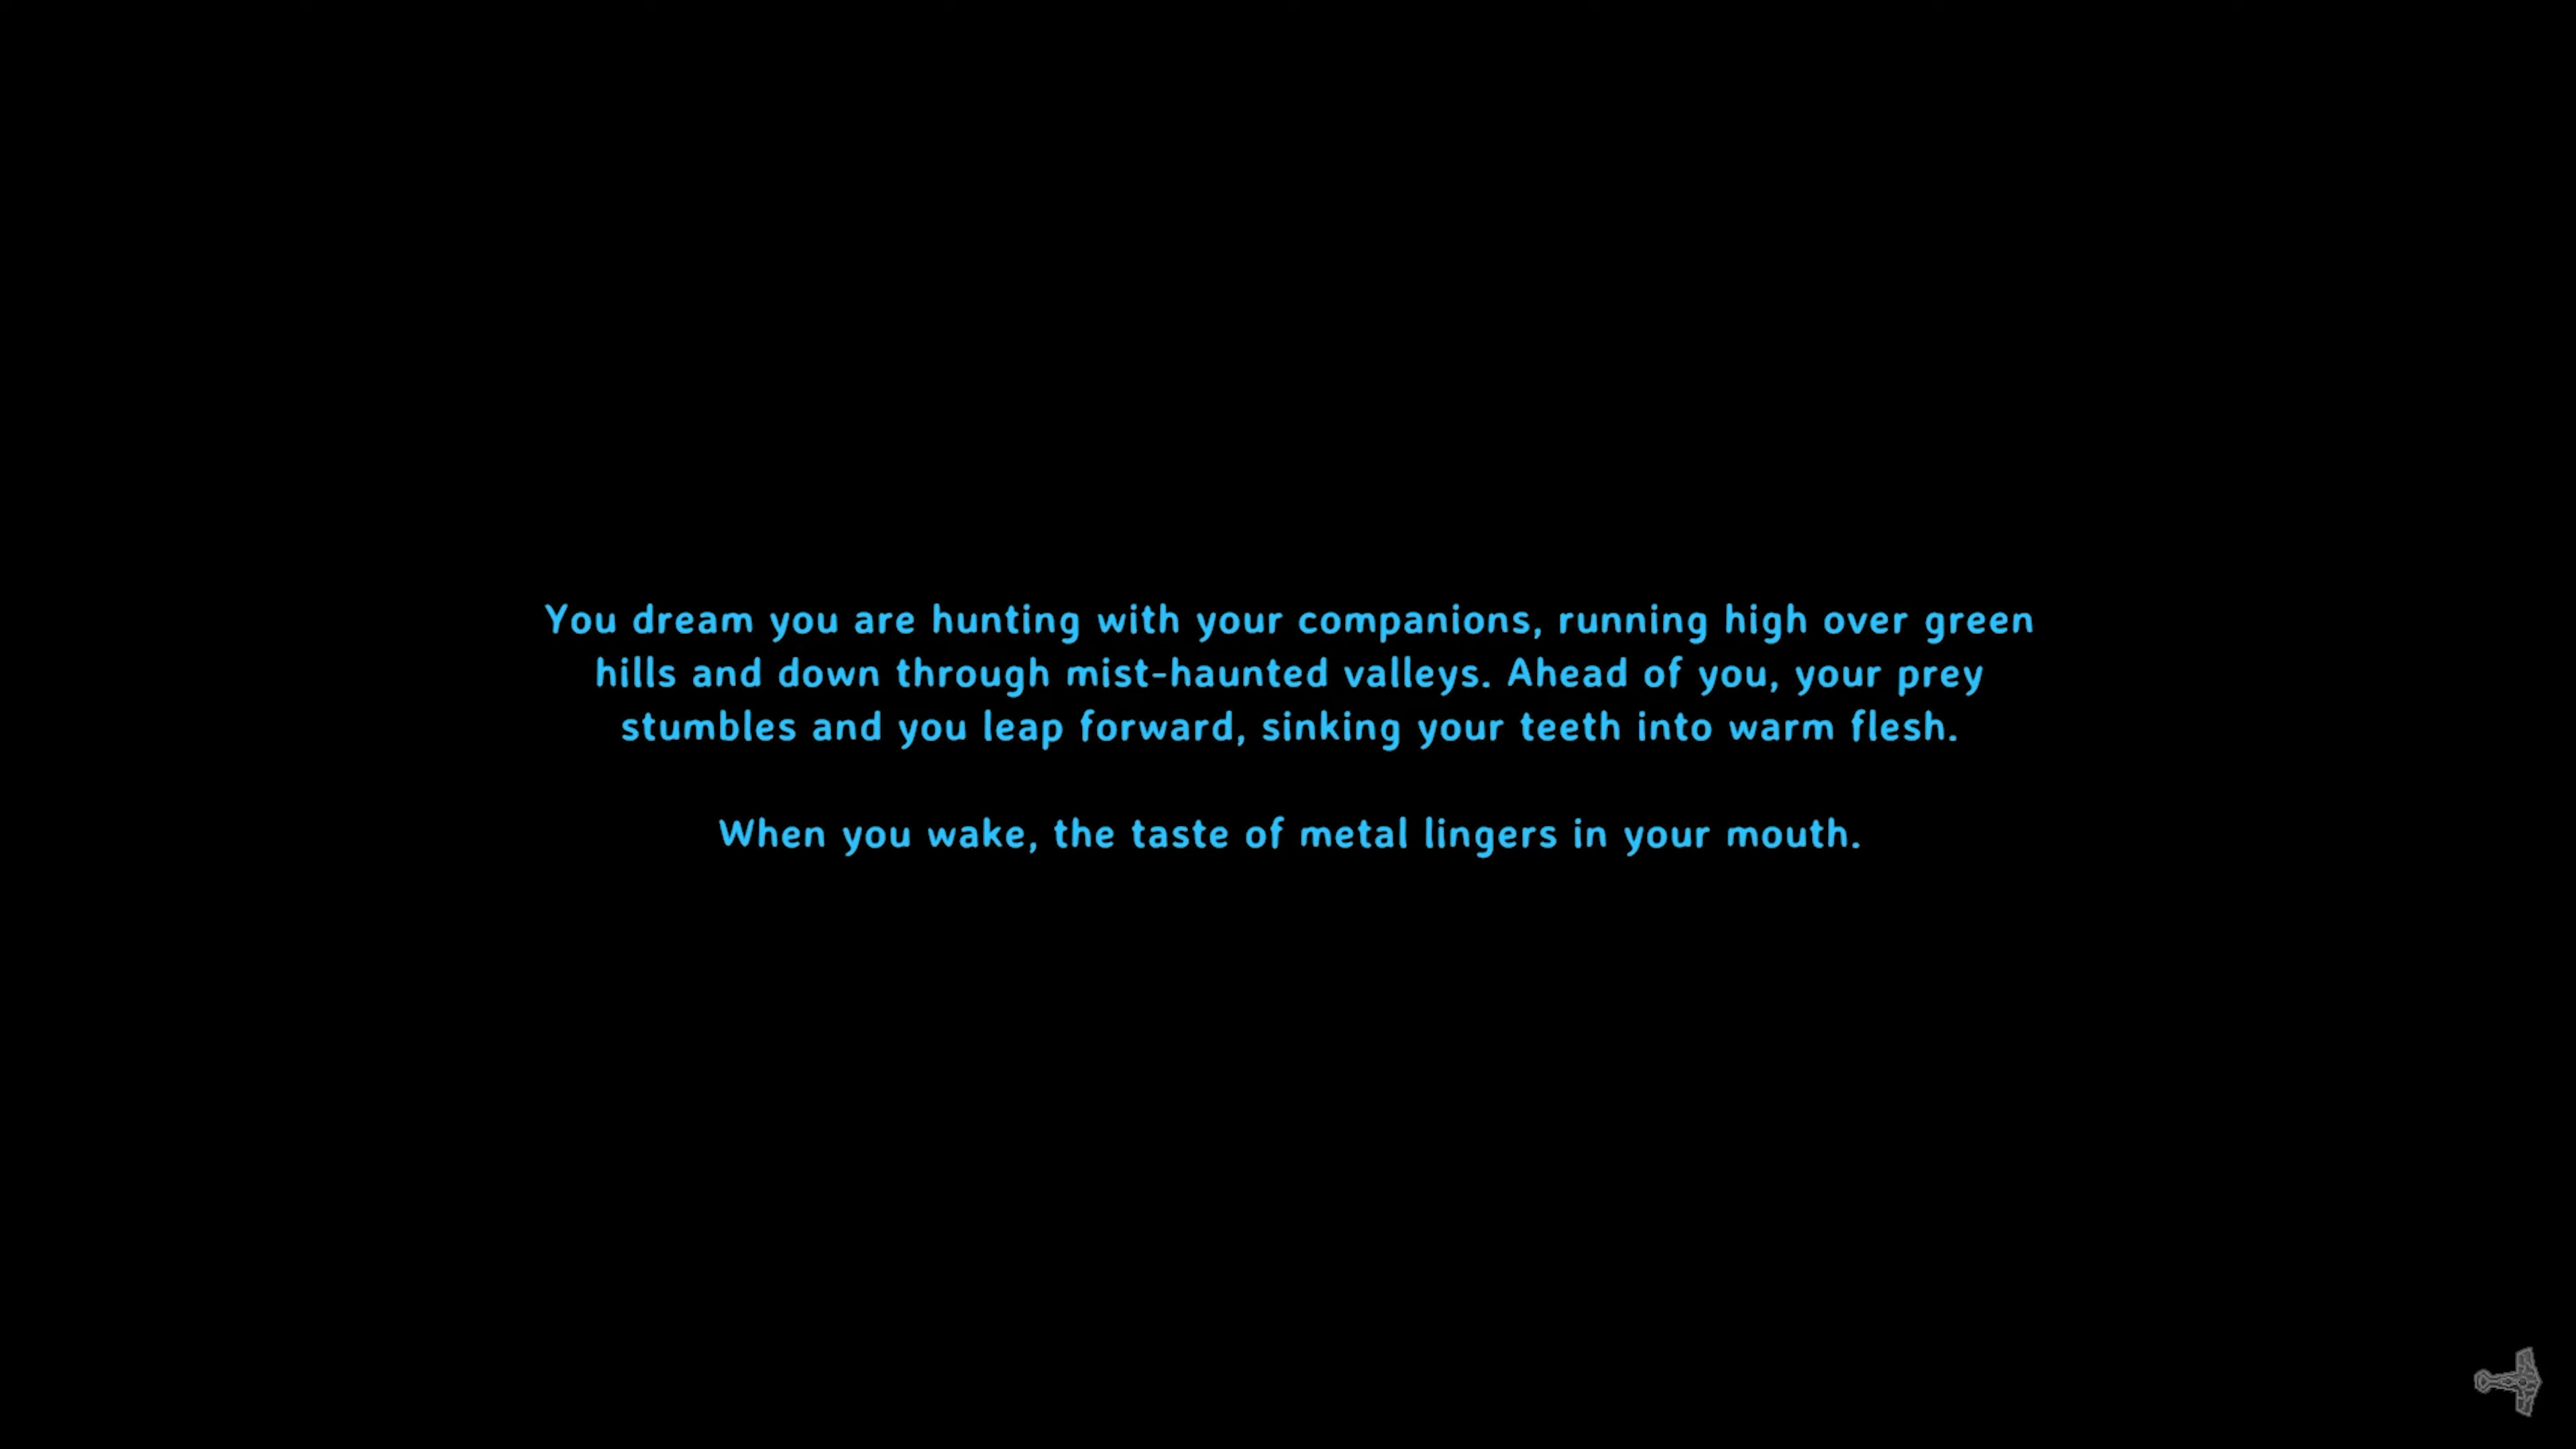 You dream you are hunting with your companions, running high over green
hills and down through mist-haunted valleys. Ahead of you, your prey
stumbles and you leap forward, sinking your teeth into warm flesh.
When you wake, the taste of metal lingers in your mouth.